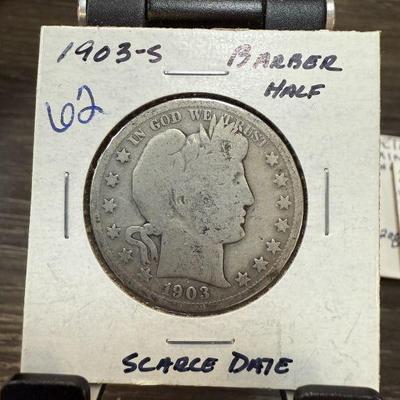 1903-S BARBER
HALF
62
IN GOD WE TRUST
1903
SCARCE DATE